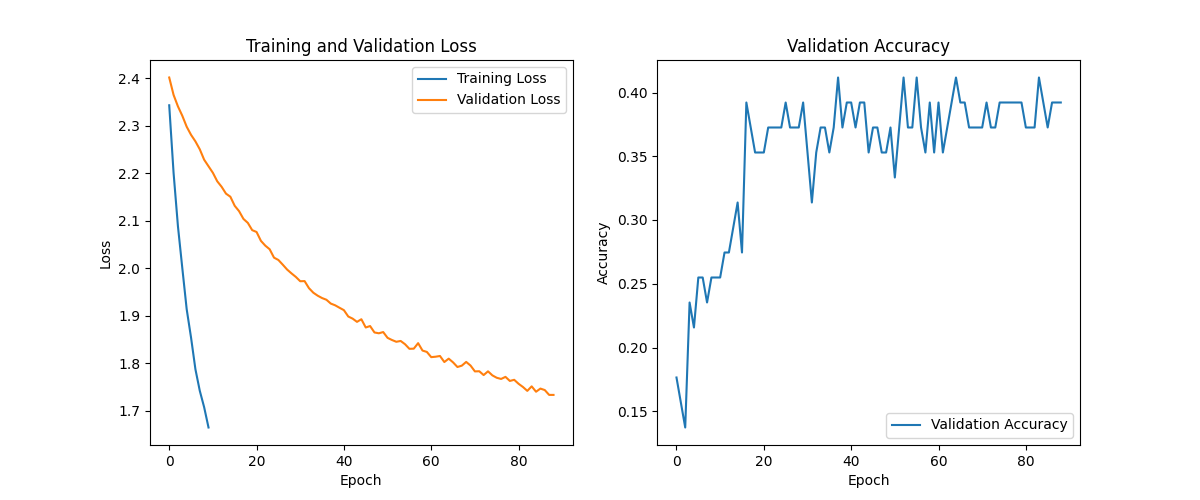 Training and Validation Loss
Training Loss
Validation Loss
2.4
2.3
2.2
2.1
2.0
1.9
1.8
1.7
Loss
0 20 40 60 80
Epoch
Validation Accuracy
0.40
0.35
0.30
0.25
0.20
0.15
Accuracy
Validation Accuracy
0 20 40 60 80
Epoch